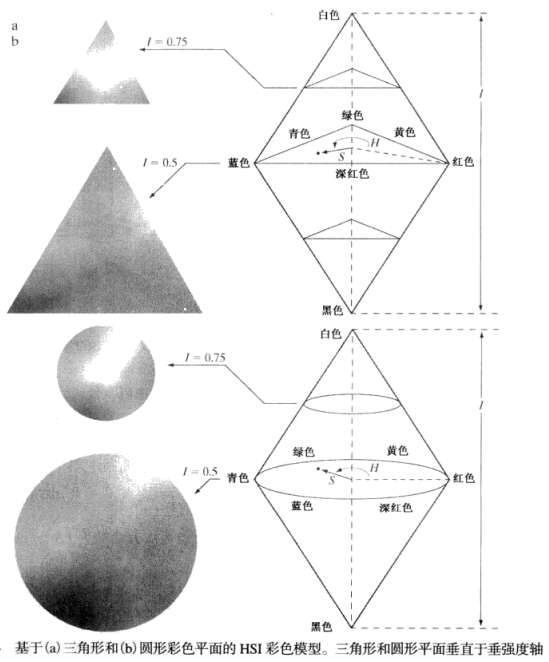 a
b
I = 0.75
白色
I
绿色
青色
黄色
H
S
I = 0.5
蓝色
红色
深红色
黑色
白色
I = 0.75
I
绿色
黄色
H
S
I = 0.5
青色
红色
蓝色
深红色
黑色
基于(a)三角形和(b)圆形彩色平面的 HSI 彩色模型。三角形和圆形平面垂直于垂强度轴